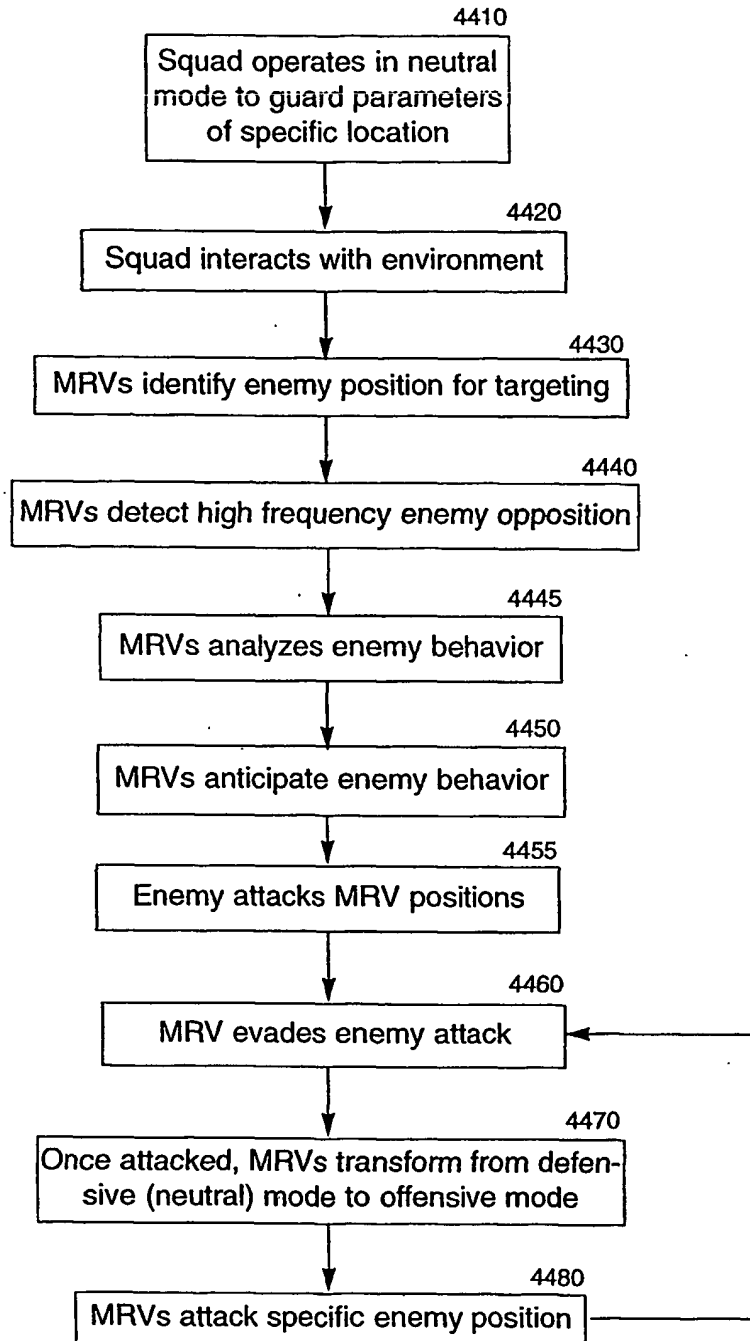 4410
Squad operates in neutral
mode to guard parameters
of specific location
4420
Squad interacts with environment
4430
MRVs identify enemy position for targeting
4440
MRVs detect high frequency enemy opposition
4445
MRVs analyzes enemy behavior
4450
MRVs anticipate enemy behavior
4455
Enemy attacks MRV positions
4460
MRV evades enemy attack
4470
Once attacked, MRVs transform from defen-
sive (neutral) mode to offensive mode
4480
MRVs attack specific enemy position